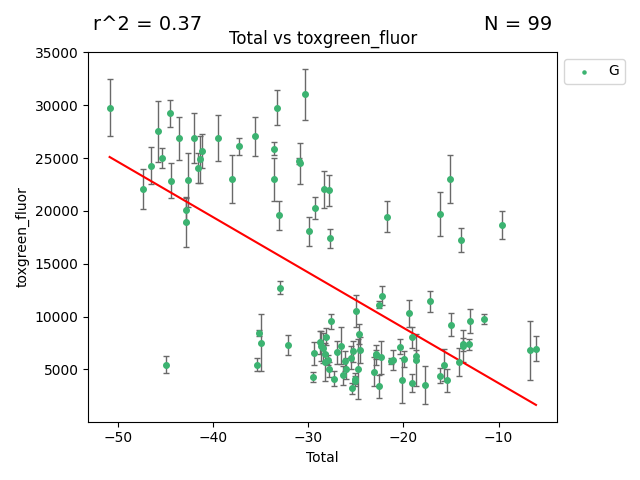 r^2 = 0.37
N = 99
Total vs toxgreen_fluor
G
35000
30000
25000
20000
15000
10000
5000
toxgreen_fluor
−50
−40
−30
−20
−10
Total